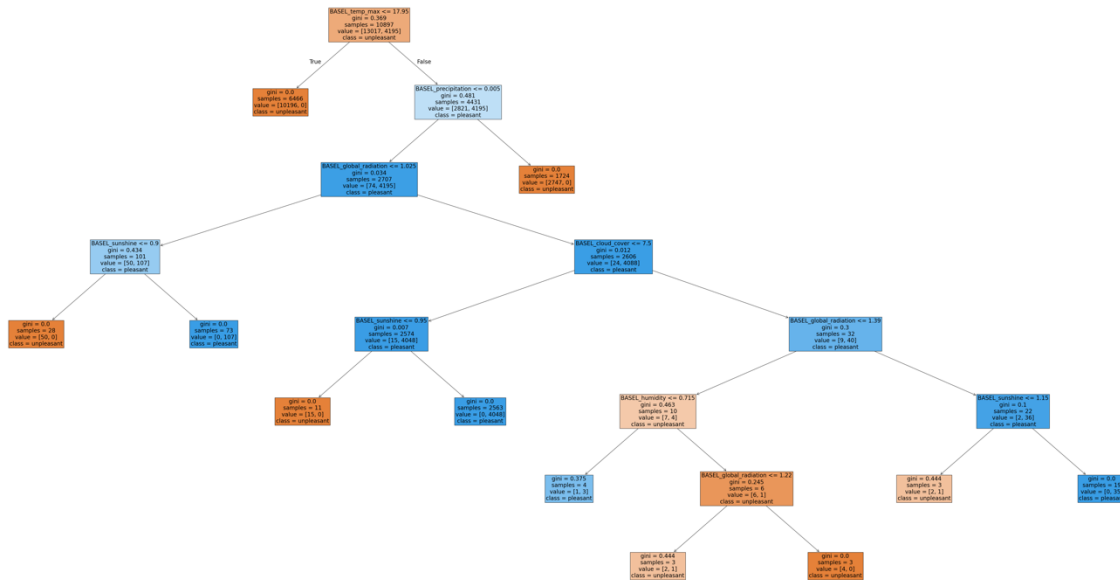 BASEL_temp_max <= 17.95
gini = 0.369
samples = 10897
value = [13017, 4195]
class = unpleasant
True
False
gini = 0.0
samples = 6466
value = [10196, 0]
class = unpleasant
BASEL_precipitation <= 0.005
gini = 0.481
samples = 4431
value = [2821, 4195]
class = pleasant
BASEL_global_radiation <= 1.025
gini = 0.034
samples = 2707
value = [74, 4195]
class = pleasant
gini = 0.0
samples = 1724
value = [2747, 0]
class = unpleasant
BASEL_sunshine <= 0.9
gini = 0.434
samples = 101
value = [50, 107]
class = pleasant
BASEL_cloud_cover <= 7.5
gini = 0.012
samples = 2606
value = [24, 4088]
class = pleasant
gini = 0.0
samples = 28
value = [50, 0]
class = unpleasant
gini = 0.0
samples = 73
value = [0, 107]
class = pleasant
BASEL_sunshine <= 0.95
gini = 0.007
samples = 2574
value = [15, 4048]
class = pleasant
BASEL_global_radiation <= 1.39
gini = 0.3
samples = 32
value = [9, 40]
class = pleasant
gini = 0.0
samples = 11
value = [15, 0]
class = unpleasant
gini = 0.0
samples = 2563
value = [0, 4048]
class = pleasant
BASEL_humidity <= 0.715
gini = 0.463
samples = 10
value = [7, 4]
class = unpleasant
BASEL_sunshine <= 1.15
gini = 0.1
samples = 22
value = [2, 36]
class = pleasant
gini = 0.375
samples = 4
value = [1, 3]
class = pleasant
BASEL_global_radiation <= 1.22
gini = 0.245
samples = 6
value = [6, 1]
class = unpleasant
gini = 0.444
samples = 3
value = [2, 1]
class = unpleasant
gini = 0.0
samples = 19
value = [0, 35]
class = pleasant
gini = 0.444
samples = 3
value = [2, 1]
class = unpleasant
gini = 0.0
samples = 3
value = [4, 0]
class = unpleasant